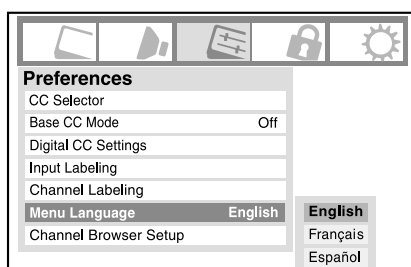 Preferences
CC Selector
Base CC Mode Off
Digital CC Settings
Input Labeling
Channel Labeling
Menu Language English English
Channel Browser Setup Français
Español